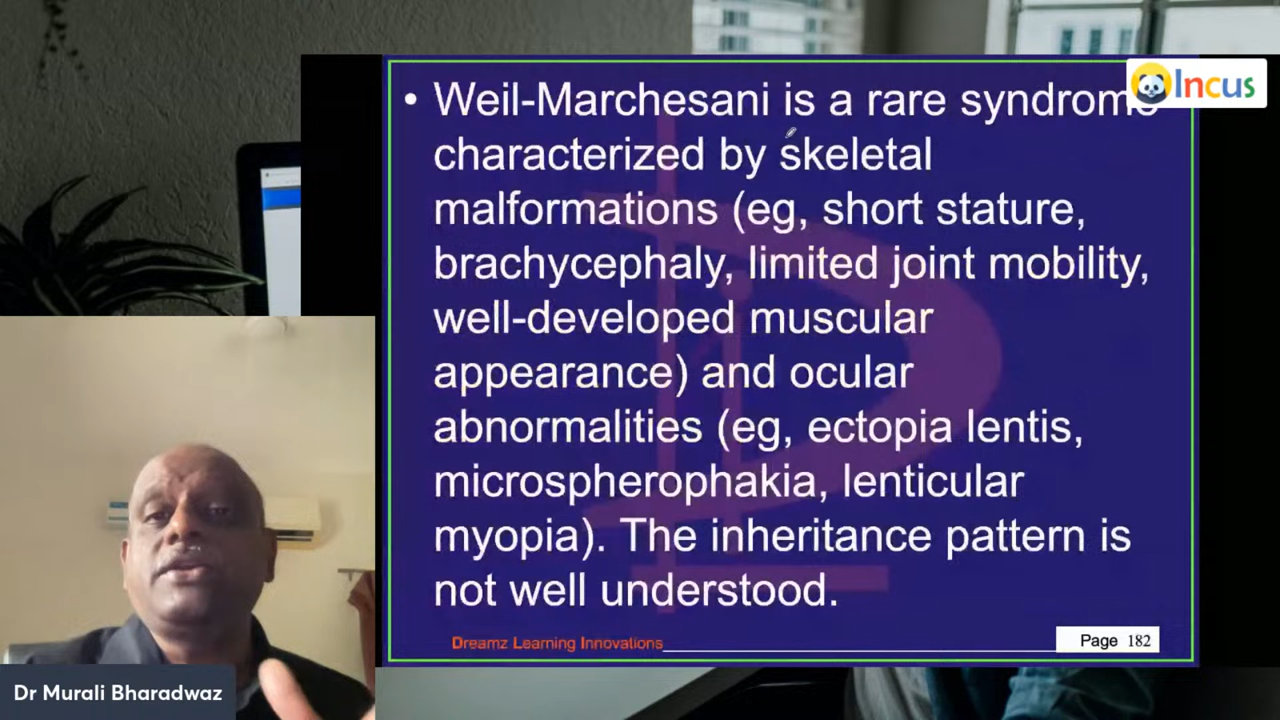 • Weil-Marchesani is a rare syndrome
Incus
characterized by skeletal
malformations (eg, short stature,
brachycephaly, limited joint mobility,
well-developed muscular
appearance) and ocular
abnormalities (eg, ectopia lentis,
microspherophakia, lenticular
myopia). The inheritance pattern is
not well understood.
Dreamz Learning Innovations
Page 182
Dr Murali Bharadwaz